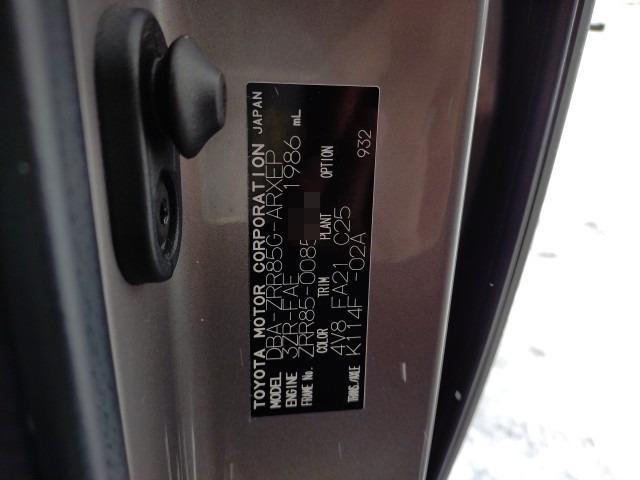 TOYOTA MOTOR CORPORATION JAPAN
MODEL DBA-ZRR85G-ARXEP
ENGINE 3ZR-FAE 1986 mL
FRAME No. ZRR85-0085
COLOR TRIM PLANT OPTION
4V8 FA21 C25
TRANS./AXLE K114F -02A 932